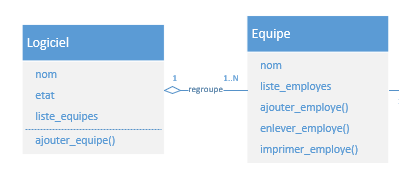 Logiciel
nom
etat
liste_equipes
ajouter_equipe()
1
regroupe
1..N
Equipe
nom
liste_employes
ajouter_employe()
enlever_employe()
imprimer_employe()